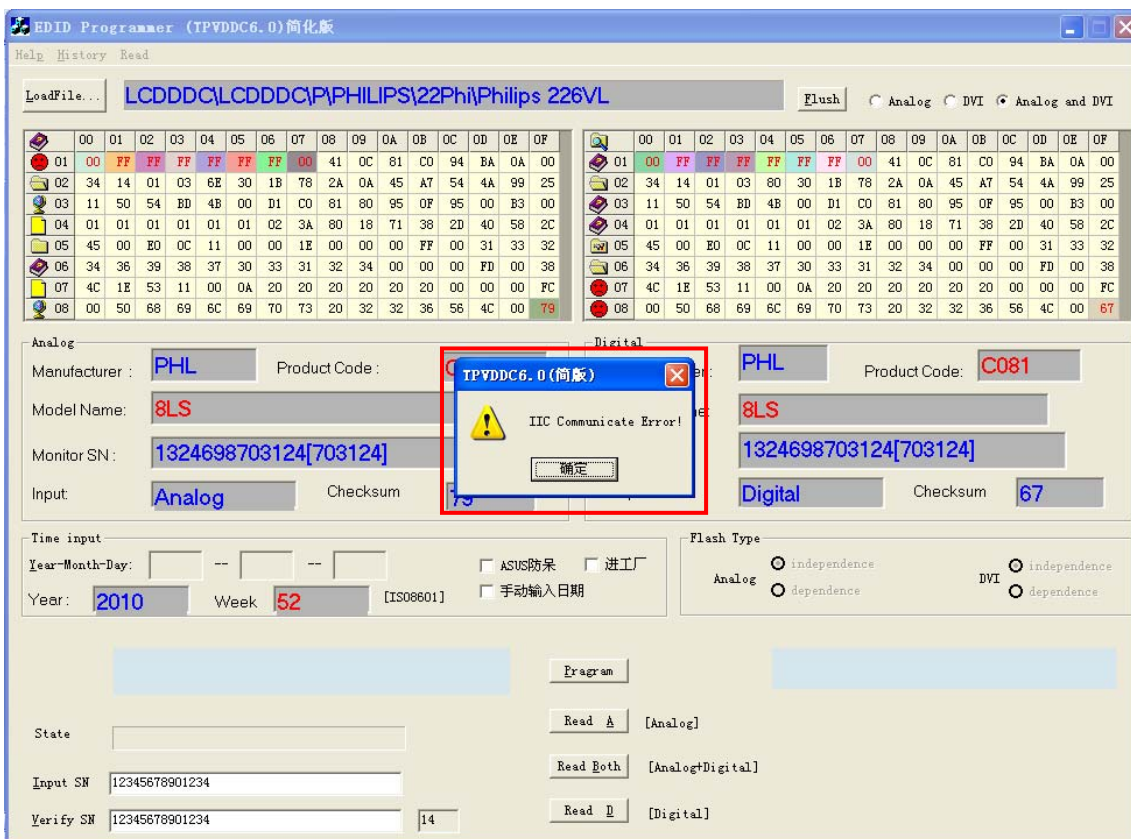 EDID Programmer (TPVDDC6.0)简化版
Help History Read
LoadFile... LCDDDC\LCDDDC\P\PHILIPS\22Phi\Philips 226VL Flush Analog DVI Analog and DVI
00 01 02 03 04 05 06 07 08 09 0A 0B 0C 0D 0E 0F
01 00 FF FF FF FF FF FF 00 41 0C 81 C0 94 BA 0A 00
02 34 14 01 03 6E 30 1B 78 2A 0A 45 A7 54 4A 99 25
03 11 50 54 BD 4B 00 D1 C0 81 80 95 0F 95 00 B3 00
04 01 01 01 01 01 01 02 3A 80 18 71 38 2D 40 58 2C
05 45 00 E0 0C 11 00 00 1E 00 00 00 FF 00 31 33 32
06 34 36 39 38 37 30 33 31 32 34 00 00 00 FD 00 38
07 4C 1E 53 11 00 0A 20 20 20 20 20 20 00 00 00 FC
08 00 50 68 69 6C 69 70 73 20 32 32 36 56 4C 00 79
00 01 02 03 04 05 06 07 08 09 0A 0B 0C 0D 0E 0F
01 00 FF FF FF FF FF FF 00 41 0C 81 C0 94 BA 0A 00
02 34 14 01 03 80 30 1B 78 2A 0A 45 A7 54 4A 99 25
03 11 50 54 BD 4B 00 D1 C0 81 80 95 0F 95 00 B3 00
04 01 01 01 01 01 01 02 3A 80 18 71 38 2D 40 58 2C
05 45 00 E0 0C 11 00 00 1E 00 00 00 FF 00 31 33 32
06 34 36 39 38 37 30 33 31 32 34 00 00 00 FD 00 38
07 4C 1E 53 11 00 0A 20 20 20 20 20 20 00 00 00 FC
08 00 50 68 69 6C 69 70 73 20 32 32 36 56 4C 00 67
Analog
Manufacturer : PHL Product Code :
Model Name: 8LS
Monitor SN : 1324698703124[703124]
Input: Analog Checksum 79
TPVDDC6.0(简版)
IIC Communicate Error!
确定
Digital
PHL Product Code: C081
8LS
1324698703124[703124]
Digital Checksum 67
Time input
Year-Month-Day: -- --
ASUS防呆 进工厂
Year: 2010 Week 52 [ISO8601] 手动输入日期
Flash Type
Analog independence DVI independence
dependence dependence
Program
State
Read A [Analog]
Input SN 12345678901234
Read Both [Analog+Digital]
Verify SN 12345678901234 14
Read D [Digital]